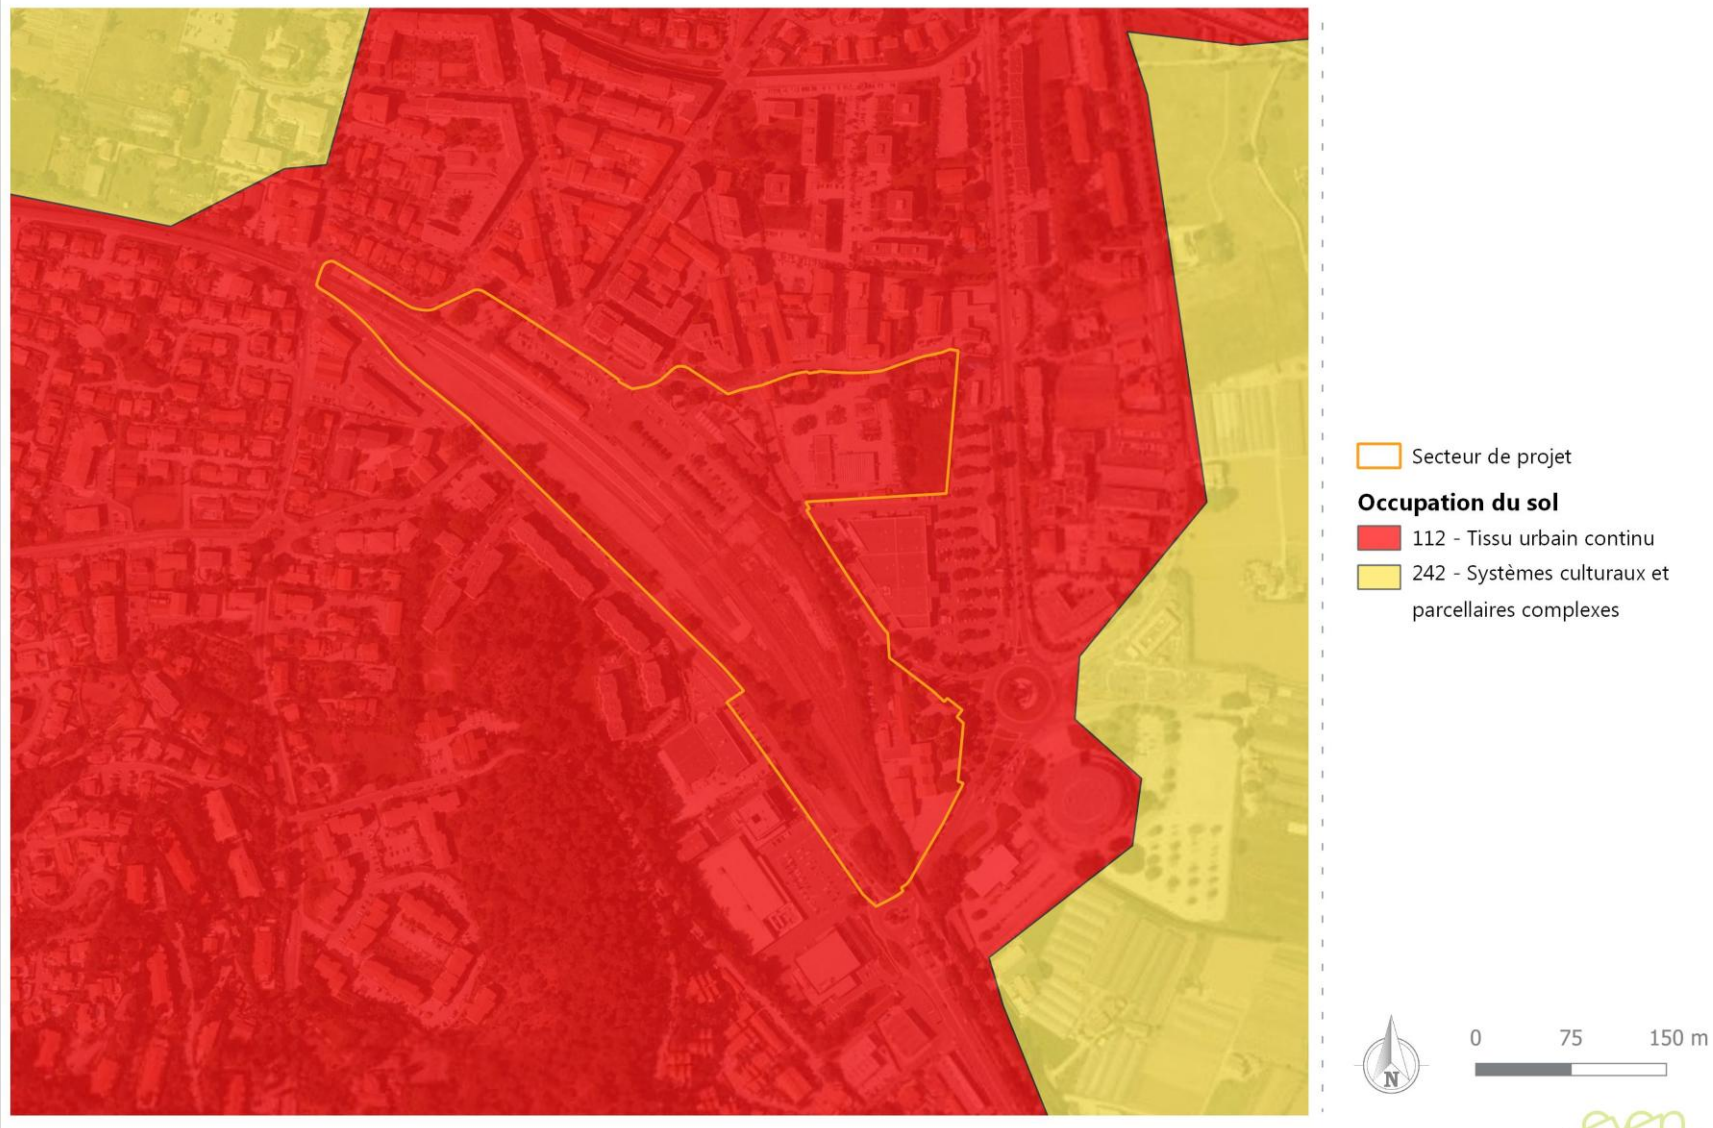 Secteur de projet
Occupation du sol
112 - Tissu urbain continu
242 - Systèmes culturaux et
parcellaires complexes
0 75 150 m
N
even